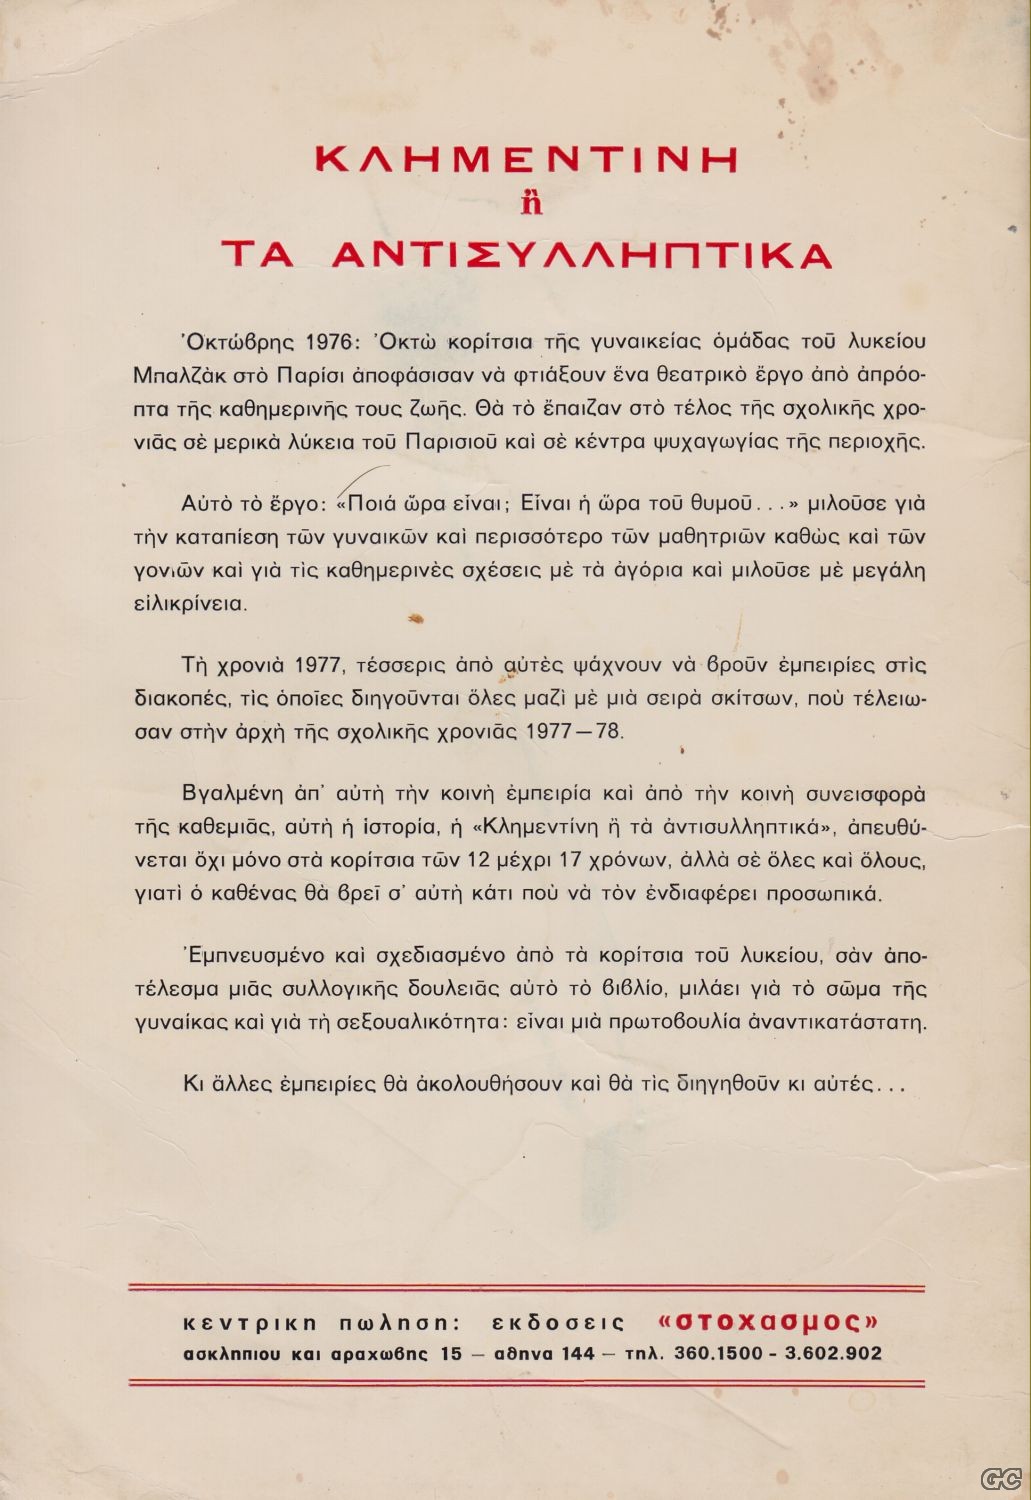 ΚΛΗΜΕΝΤΙΝΗ
ἢ
ΤΑ ΑΝΤΙΣΥΛΛΗΠΤΙΚΑ
Ὀκτώβρης 1976: Ὀκτὼ κορίτσια τῆς γυναικείας ὁμάδας τοῦ λυκείου
Μπαλζὰκ στὸ Παρίσι ἀποφάσισαν νὰ φτιάξουν ἕνα θεατρικὸ ἔργο ἀπὸ ἀπρόο-
πτα τῆς καθημερινῆς τους ζωῆς. Θὰ τὸ ἔπαιζαν στὸ τέλος τῆς σχολικῆς χρο-
νιᾶς σὲ μερικὰ λύκεια τοῦ Παρισιοῦ καὶ σὲ κέντρα ψυχαγωγίας τῆς περιοχῆς.
Αὐτὸ τὸ ἔργο: «Ποιά ὥρα εἶναι; Εἶναι ἡ ὥρα τοῦ θυμοῦ...» μιλοῦσε γιὰ
τὴν καταπίεση τῶν γυναικῶν καὶ περισσότερο τῶν μαθητριῶν καθὼς καὶ τῶν
γονιῶν καὶ γιὰ τὶς καθημερινὲς σχέσεις μὲ τὰ ἀγόρια καὶ μιλοῦσε μὲ μεγάλη
εἰλικρίνεια.
Τὴ χρονιὰ 1977, τέσσερις ἀπὸ αὐτὲς ψάχνουν νὰ βροῦν ἐμπειρίες στὶς
διακοπές, τὶς ὁποῖες διηγοῦνται ὅλες μαζὶ μὲ μιὰ σειρὰ σκίτσων, ποὺ τέλειω-
σαν στὴν ἀρχὴ τῆς σχολικῆς χρονιᾶς 1977–78.
Βγαλμένη ἀπ' αὐτὴ τὴν κοινὴ ἐμπειρία καὶ ἀπὸ τὴν κοινὴ συνεισφορὰ
τῆς καθεμιᾶς, αὐτὴ ἡ ἱστορία, ἡ «Κλημεντίνη ἢ τὰ ἀντισυλληπτικά», ἀπευθύ-
νεται ὄχι μόνο στὰ κορίτσια τῶν 12 μέχρι 17 χρόνων, ἀλλὰ σὲ ὅλες καὶ ὅλους,
γιατὶ ὁ καθένας θὰ βρεῖ σ' αὐτὴ κάτι ποὺ νὰ τὸν ἐνδιαφέρει προσωπικά.
Ἐμπνευσμένο καὶ σχεδιασμένο ἀπὸ τὰ κορίτσια τοῦ λυκείου, σὰν ἀπο-
τέλεσμα μιᾶς συλλογικῆς δουλειᾶς αὐτὸ τὸ βιβλίο, μιλάει γιὰ τὸ σῶμα τῆς
γυναίκας καὶ γιὰ τὴ σεξουαλικότητα: εἶναι μιὰ πρωτοβουλία ἀναντικατάστατη.
Κι ἄλλες ἐμπειρίες θὰ ἀκολουθήσουν καὶ θὰ τὶς διηγηθοῦν κι αὐτές...
κεντρικη πωληση: εκδοσεις «στοχασμος»
ασκληπιου και αραχωβης 15 – αθηνα 144 – τηλ. 360.1500 - 3.602.902
GC